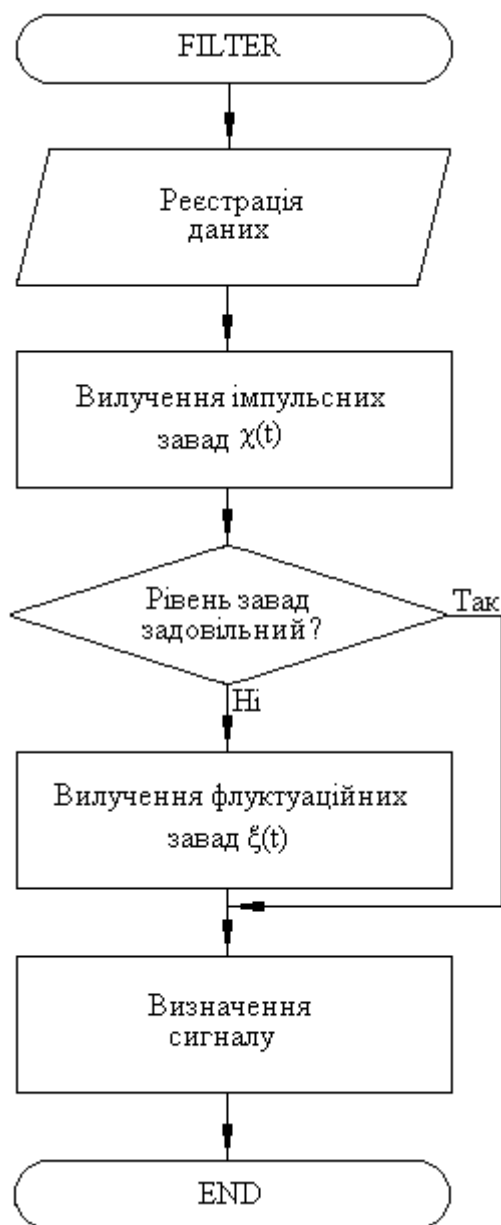 FILTER
Реєстрація
даних
Вилучення імпульсних
завад χ(t)
Рівень завад
задовільний?
Так
Ні
Вилучення флуктуаційних
завад ξ(t)
Визначення
сигналу
END